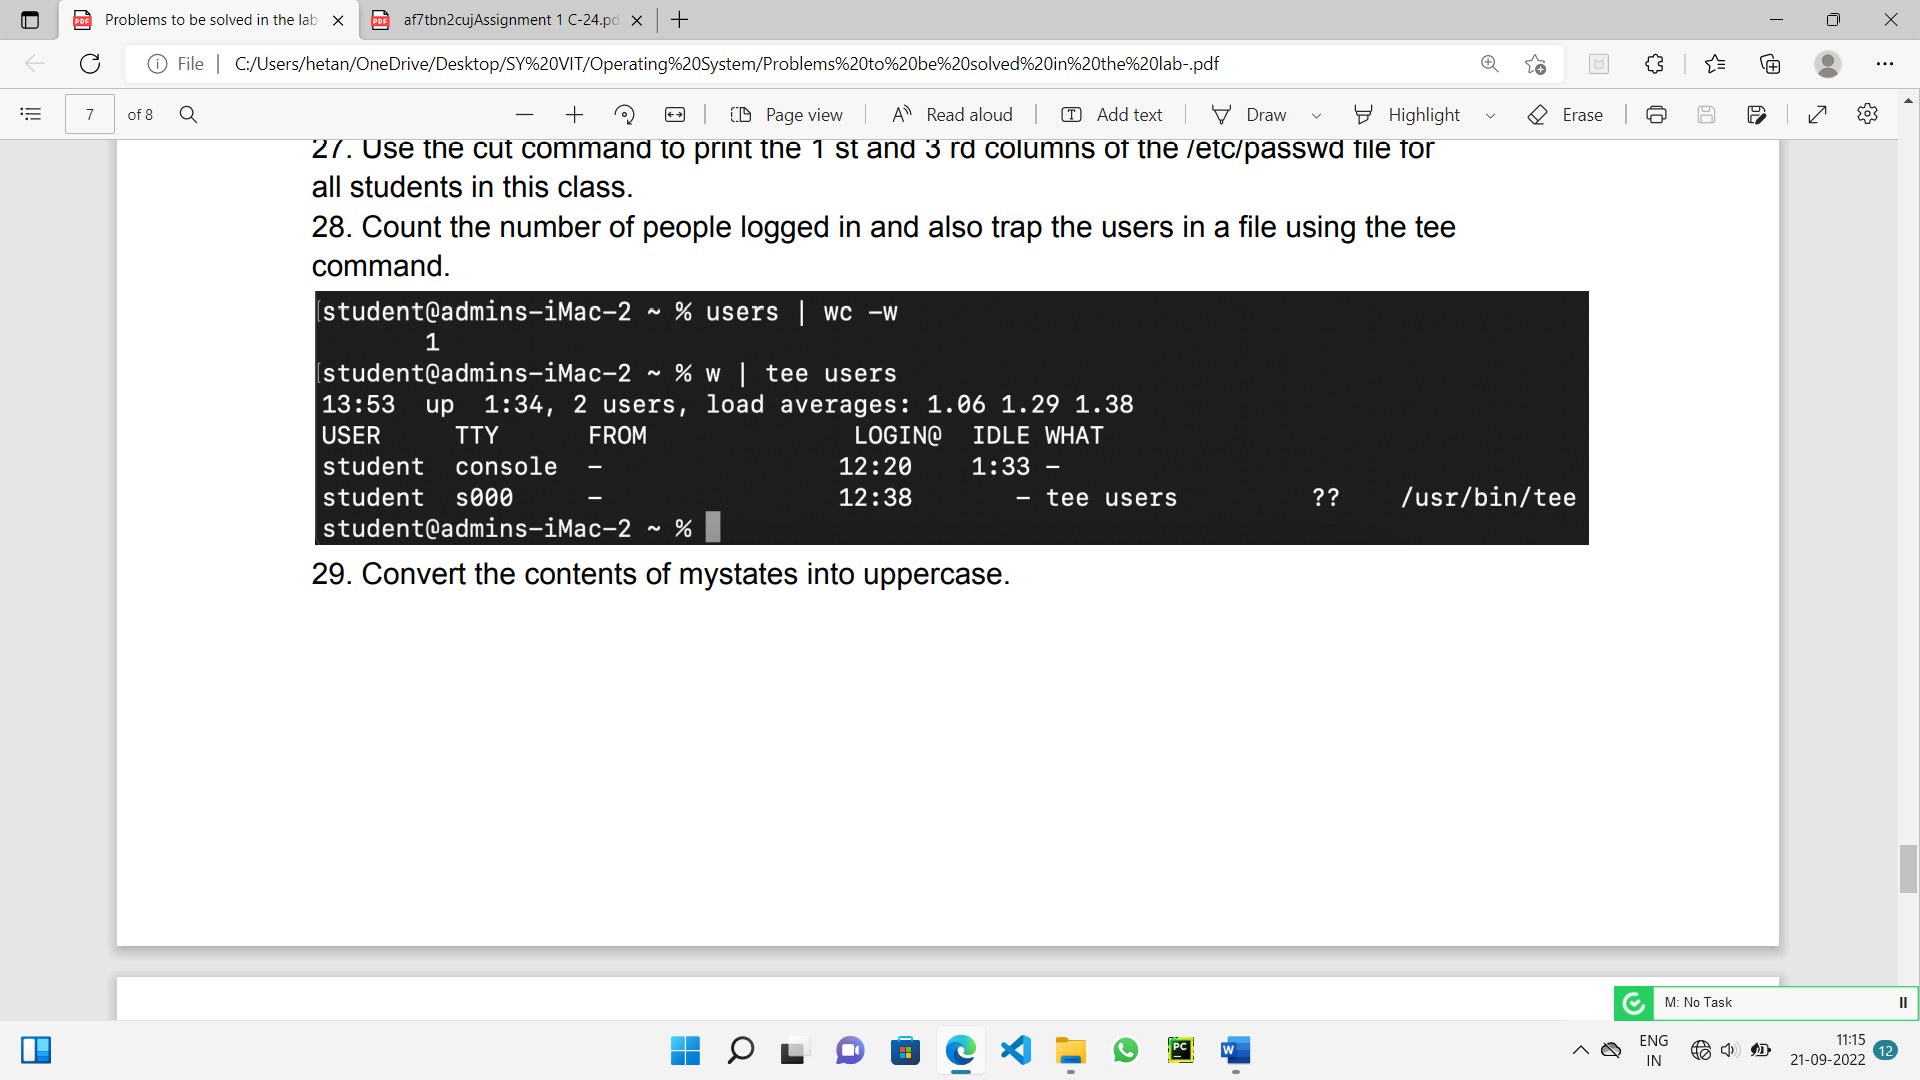 Problems to be solved in the lab
af7tbn2cujAssignment 1 C-24.pd
File
C:/Users/hetan/OneDrive/Desktop/SY%20VIT/Operating%20System/Problems%20to%20be%20solved%20in%20the%20lab-.pdf
7 of 8
Page view
Read aloud
Add text
Draw
Highlight
Erase
27. Use the cut command to print the 1 st and 3 rd columns of the /etc/passwd file for
all students in this class.
28. Count the number of people logged in and also trap the users in a file using the tee
command.
[student@admins-iMac-2 ~ % users | wc -w
1
[student@admins-iMac-2 ~ % w | tee users
13:53 up 1:34, 2 users, load averages: 1.06 1.29 1.38
USER TTY FROM LOGIN@ IDLE WHAT
student console - 12:20 1:33 -
student s000 - 12:38 - tee users ?? /usr/bin/tee
student@admins-iMac-2 ~ %
29. Convert the contents of mystates into uppercase.
M: No Task
ENG
IN
11:15
21-09-2022
12